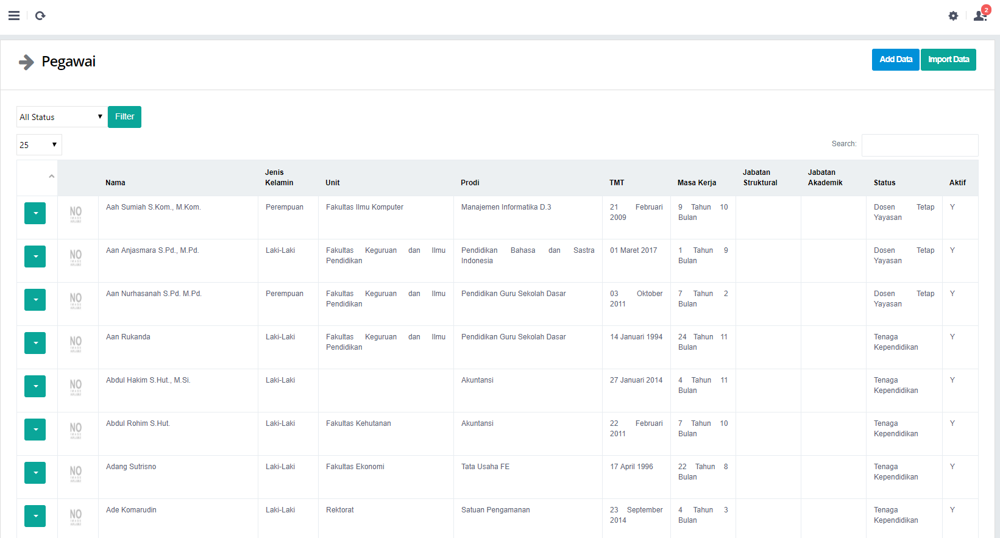 2
Pegawai
Add Data
Import Data
All Status
Filter
25
Search:
Nama
Jenis
Kelamin
Unit
Prodi
TMT
Masa Kerja
Jabatan
Struktural
Jabatan
Akademik
Status
Aktif
NO
Aah Sumiah S.Kom., M.Kom.
Perempuan
Fakultas Ilmu Komputer
Manajemen Informatika D.3
21 Februari
2009
9 Tahun 10
Bulan
Dosen Tetap
Yayasan
Y
NO
Aan Anjasmara S.Pd., M.Pd.
Laki-Laki
Fakultas Keguruan dan Ilmu
Pendidikan
Pendidikan Bahasa dan Sastra
Indonesia
01 Maret 2017
1 Tahun 9
Bulan
Dosen Tetap
Yayasan
Y
NO
Aan Nurhasanah S.Pd. M.Pd.
Perempuan
Fakultas Keguruan dan Ilmu
Pendidikan
Pendidikan Guru Sekolah Dasar
03 Oktober
2011
7 Tahun 2
Bulan
Dosen Tetap
Yayasan
Y
NO
Aan Rukanda
Laki-Laki
Fakultas Keguruan dan Ilmu
Pendidikan
Pendidikan Guru Sekolah Dasar
14 Januari 1994
24 Tahun 11
Bulan
Tenaga
Kependidikan
Y
NO
Abdul Hakim S.Hut., M.Si.
Laki-Laki
Akuntansi
27 Januari 2014
4 Tahun 11
Bulan
Tenaga
Kependidikan
Y
NO
Abdul Rohim S.Hut.
Laki-Laki
Fakultas Kehutanan
Akuntansi
22 Februari
2011
7 Tahun 10
Bulan
Tenaga
Kependidikan
Y
NO
Adang Sutrisno
Laki-Laki
Fakultas Ekonomi
Tata Usaha FE
17 April 1996
22 Tahun 8
Bulan
Tenaga
Kependidikan
Y
NO
Ade Komarudin
Laki-Laki
Rektorat
Satuan Pengamanan
23 September
2014
4 Tahun 3
Bulan
Tenaga
Kependidikan
Y